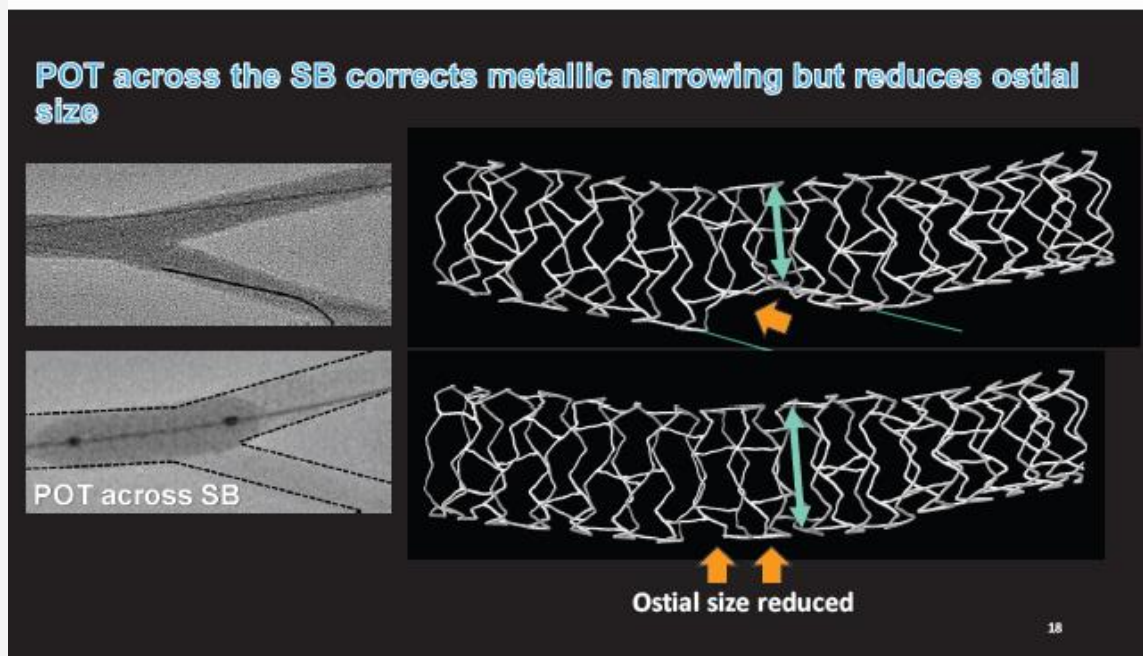 POT across the SB corrects metallic narrowing but reduces ostial
size
POT across SB
Ostial size reduced
18